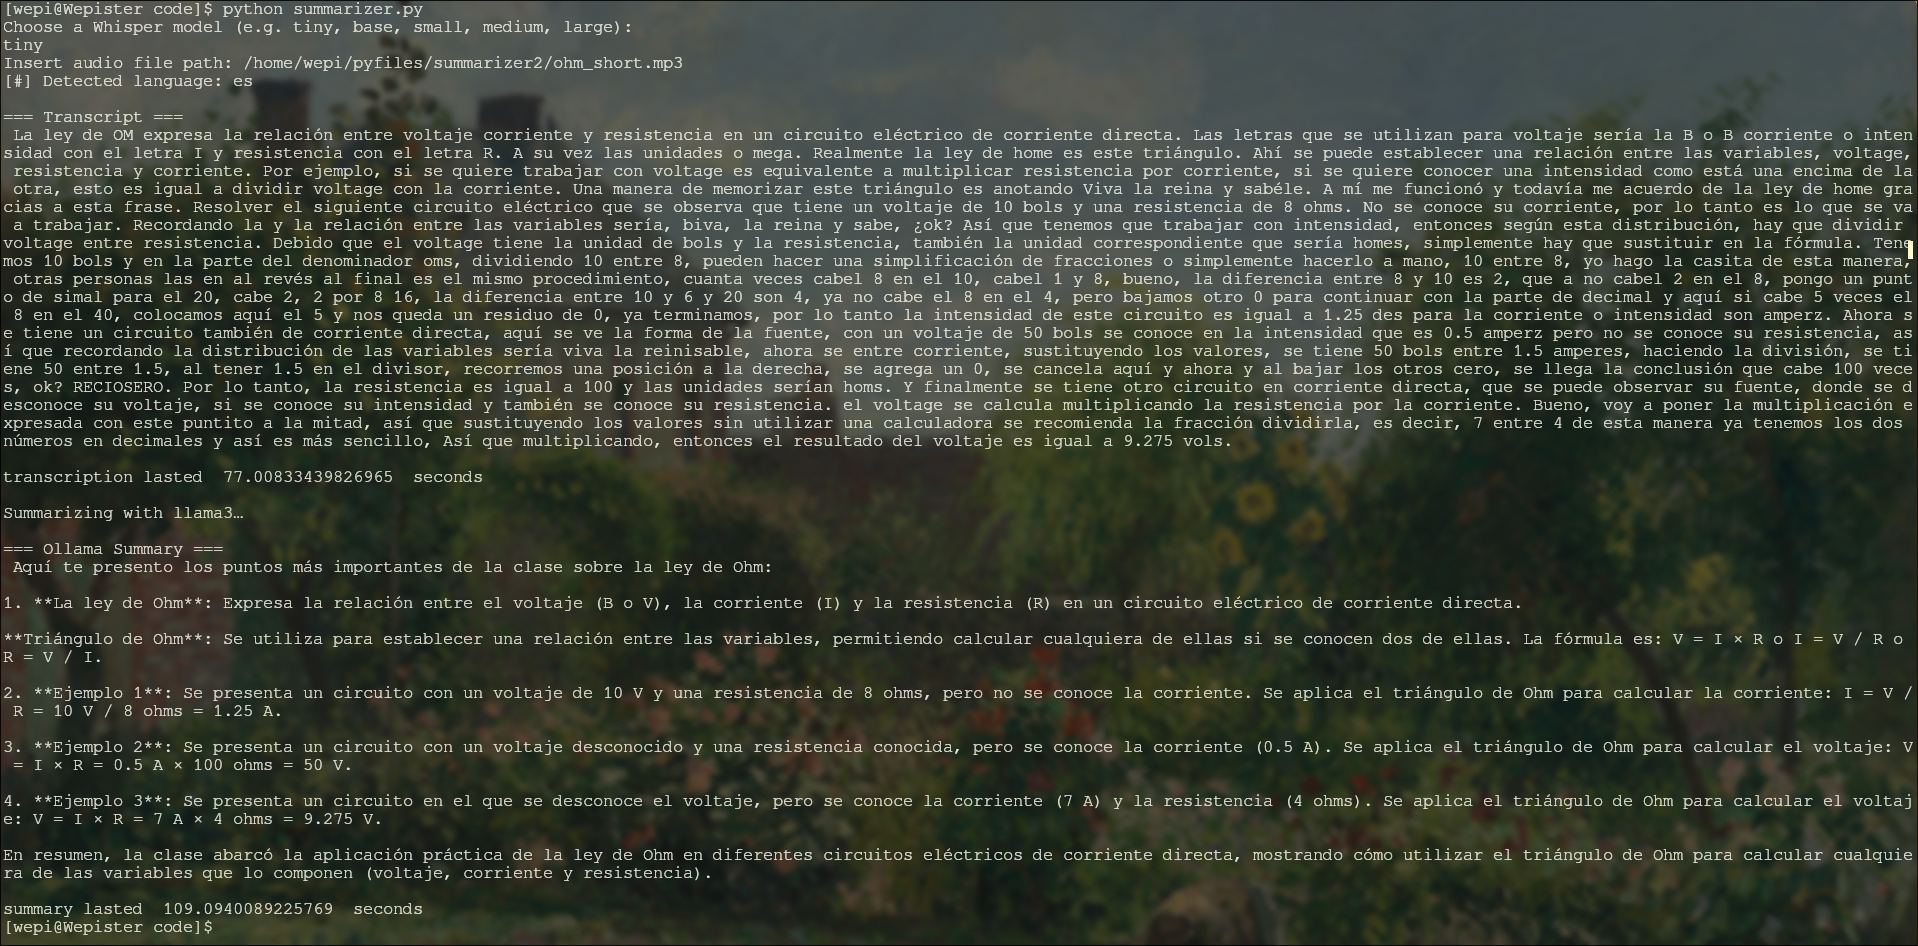 [wepi@Wepister code]$ python summarizer.py
Choose a Whisper model (e.g. tiny, base, small, medium, large):
tiny
Insert audio file path: /home/wepi/pyfiles/summarizer2/ohm_short.mp3
[#] Detected language: es
=== Transcript ===
La ley de OM expresa la relación entre voltaje corriente y resistencia en un circuito eléctrico de corriente directa. Las letras que se utilizan para voltaje sería la B o B corriente o inten
sidad con el letra I y resistencia con el letra R. A su vez las unidades o mega. Realmente la ley de home es este triángulo. Ahí se puede establecer una relación entre las variables, voltage,
resistencia y corriente. Por ejemplo, si se quiere trabajar con voltage es equivalente a multiplicar resistencia por corriente, si se quiere conocer una intensidad como está una encima de la
otra, esto es igual a dividir voltage con la corriente. Una manera de memorizar este triángulo es anotando Viva la reina y sabéle. A mí me funcionó y todavía me acuerdo de la ley de home gra
cias a esta frase. Resolver el siguiente circuito eléctrico que se observa que tiene un voltaje de 10 bols y una resistencia de 8 ohms. No se conoce su corriente, por lo tanto es lo que se va
a trabajar. Recordando la y la relación entre las variables sería, biva, la reina y sabe, ¿ok? Así que tenemos que trabajar con intensidad, entonces según esta distribución, hay que dividir
voltage entre resistencia. Debido que el voltage tiene la unidad de bols y la resistencia, también la unidad correspondiente que sería homes, simplemente hay que sustituir en la fórmula. Tene
mos 10 bols y en la parte del denominador oms, dividiendo 10 entre 8, pueden hacer una simplificación de fracciones o simplemente hacerlo a mano, 10 entre 8, yo hago la casita de esta manera,
otras personas las en al revés al final es el mismo procedimiento, cuanta veces cabel 8 en el 10, cabel 1 y 8, bueno, la diferencia entre 8 y 10 es 2, que a no cabel 2 en el 8, pongo un punt
o de simal para el 20, cabe 2, 2 por 8 16, la diferencia entre 10 y 6 y 20 son 4, ya no cabe el 8 en el 4, pero bajamos otro 0 para continuar con la parte de decimal y aquí si cabe 5 veces el
8 en el 40, colocamos aquí el 5 y nos queda un residuo de 0, ya terminamos, por lo tanto la intensidad de este circuito es igual a 1.25 des para la corriente o intensidad son amperz. Ahora s
e tiene un circuito también de corriente directa, aquí se ve la forma de la fuente, con un voltaje de 50 bols se conoce en la intensidad que es 0.5 amperz pero no se conoce su resistencia, as
í que recordando la distribución de las variables sería viva la reinisable, ahora se entre corriente, sustituyendo los valores, se tiene 50 bols entre 1.5 amperes, haciendo la división, se ti
ene 50 entre 1.5, al tener 1.5 en el divisor, recorremos una posición a la derecha, se agrega un 0, se cancela aquí y ahora y al bajar los otros cero, se llega la conclusión que cabe 100 vece
s, ok? RECIOSERO. Por lo tanto, la resistencia es igual a 100 y las unidades serían homs. Y finalmente se tiene otro circuito en corriente directa, que se puede observar su fuente, donde se d
esconoce su voltaje, si se conoce su intensidad y también se conoce su resistencia. el voltage se calcula multiplicando la resistencia por la corriente. Bueno, voy a poner la multiplicación e
xpresada con este puntito a la mitad, así que sustituyendo los valores sin utilizar una calculadora se recomienda la fracción dividirla, es decir, 7 entre 4 de esta manera ya tenemos los dos
números en decimales y así es más sencillo, Así que multiplicando, entonces el resultado del voltaje es igual a 9.275 vols.
transcription lasted  77.00833439826965  seconds
Summarizing with llama3…
=== Ollama Summary ===
Aquí te presento los puntos más importantes de la clase sobre la ley de Ohm:
1. **La ley de Ohm**: Expresa la relación entre el voltaje (B o V), la corriente (I) y la resistencia (R) en un circuito eléctrico de corriente directa.
**Triángulo de Ohm**: Se utiliza para establecer una relación entre las variables, permitiendo calcular cualquiera de ellas si se conocen dos de ellas. La fórmula es: V = I × R o I = V / R o
R = V / I.
2. **Ejemplo 1**: Se presenta un circuito con un voltaje de 10 V y una resistencia de 8 ohms, pero no se conoce la corriente. Se aplica el triángulo de Ohm para calcular la corriente: I = V /
R = 10 V / 8 ohms = 1.25 A.
3. **Ejemplo 2**: Se presenta un circuito con un voltaje desconocido y una resistencia conocida, pero se conoce la corriente (0.5 A). Se aplica el triángulo de Ohm para calcular el voltaje: V
= I × R = 0.5 A × 100 ohms = 50 V.
4. **Ejemplo 3**: Se presenta un circuito en el que se desconoce el voltaje, pero se conoce la corriente (7 A) y la resistencia (4 ohms). Se aplica el triángulo de Ohm para calcular el voltaj
e: V = I × R = 7 A × 4 ohms = 9.275 V.
En resumen, la clase abarcó la aplicación práctica de la ley de Ohm en diferentes circuitos eléctricos de corriente directa, mostrando cómo utilizar el triángulo de Ohm para calcular cualquie
ra de las variables que lo componen (voltaje, corriente y resistencia).
summary lasted  109.0940089225769  seconds
[wepi@Wepister code]$